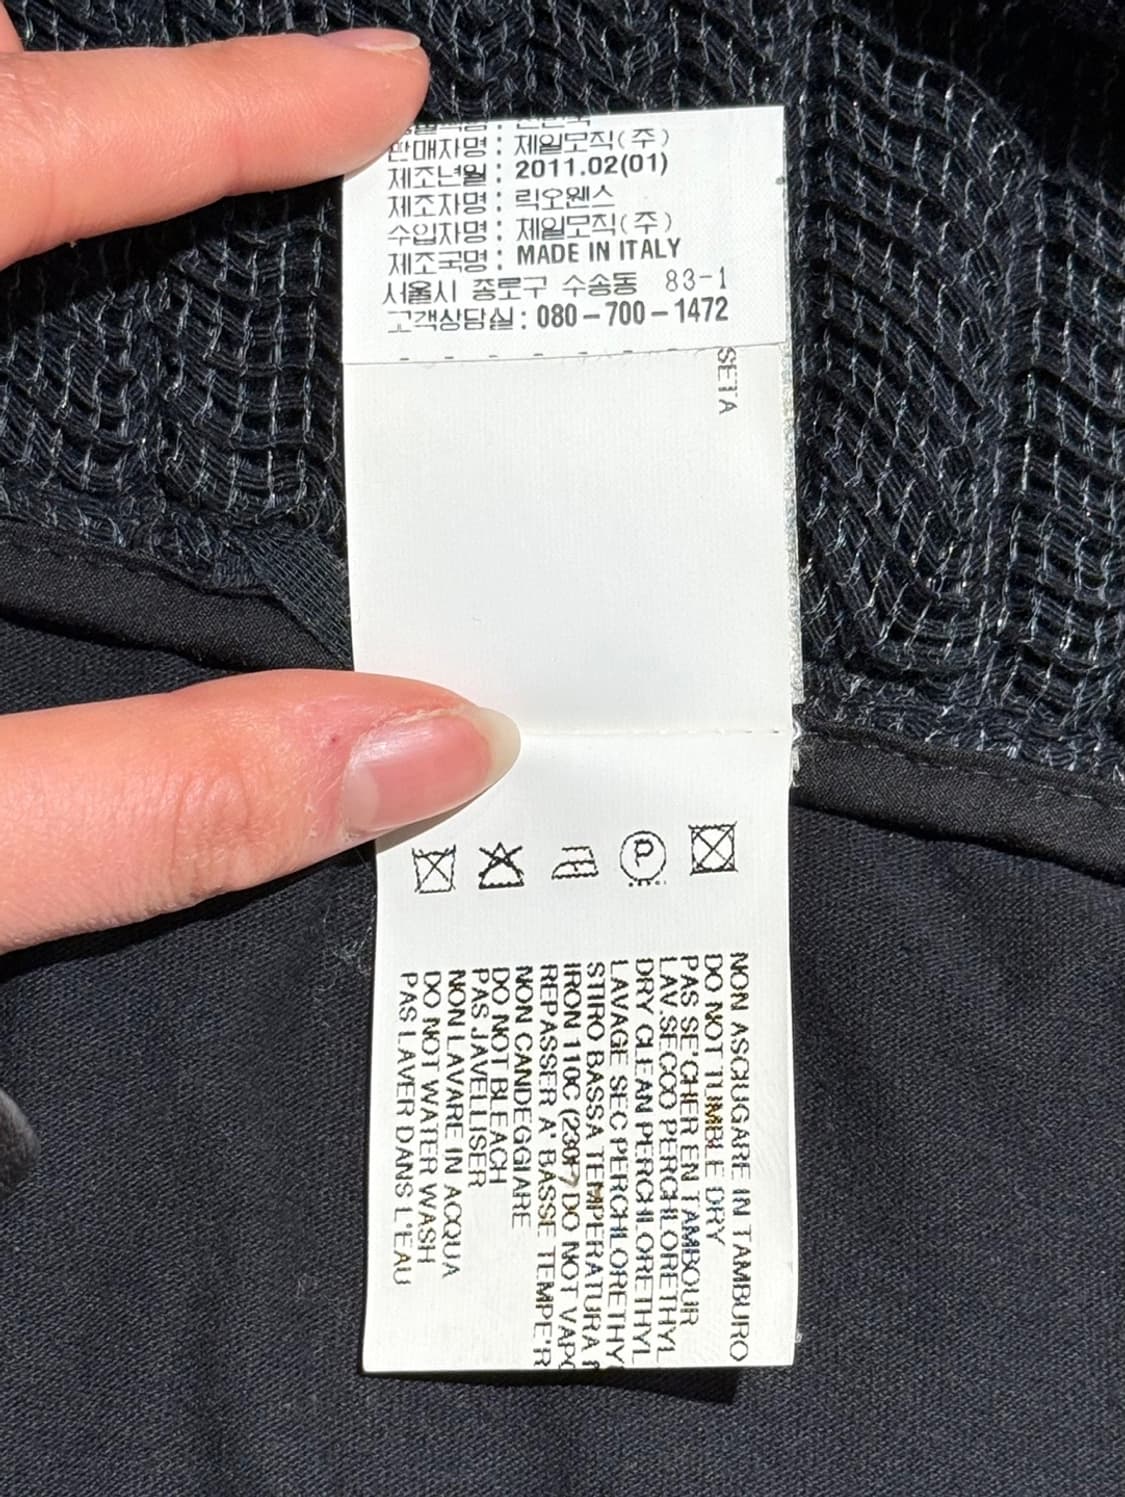 판매자명 : 제일모직(주)
제조년월 : 2011.02(01)
제조자명 : 릭오웬스
수입자명 : 제일모직(주)
제조국명 : MADE IN ITALY
서울시 종로구 수송동 83-1
고객상담실 : 080-700-1472
SETA
NON ASCIUGARE IN TAMBURO
DO NOT TUMBLE DRY
PAS SE'CHER EN TAMBOUR
LAV.SECCO PERCHLORETHYL
DRY CLEAN PERCHLORETHYL
LAVAGE SEC PERCHLORETHY
STIRO BASSA TEMPERATURA
IRON 110C (230F) DO NOT VAPO
REPASSER A' BASSE TEMPE'R
NON CANDEGGIARE
DO NOT BLEACH
PAS JAVELLISER
NON LAVARE IN ACQUA
DO NOT WATER WASH
PAS LAVER DANS L'EAU